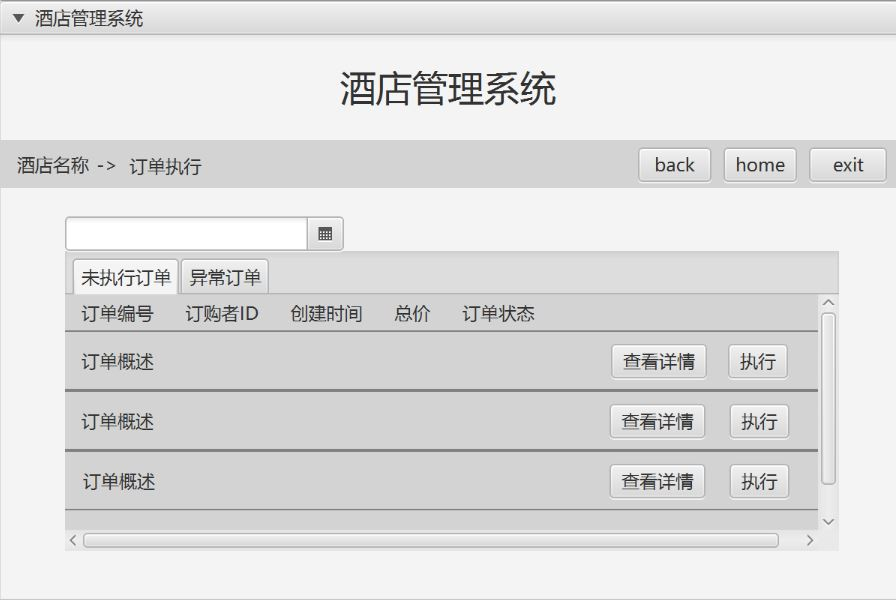 酒店管理系统
酒店管理系统
酒店名称 -> 订单执行 back home exit
未执行订单 异常订单
订单编号 订购者ID 创建时间 总价 订单状态
订单概述 查看详情 执行
订单概述 查看详情 执行
订单概述 查看详情 执行